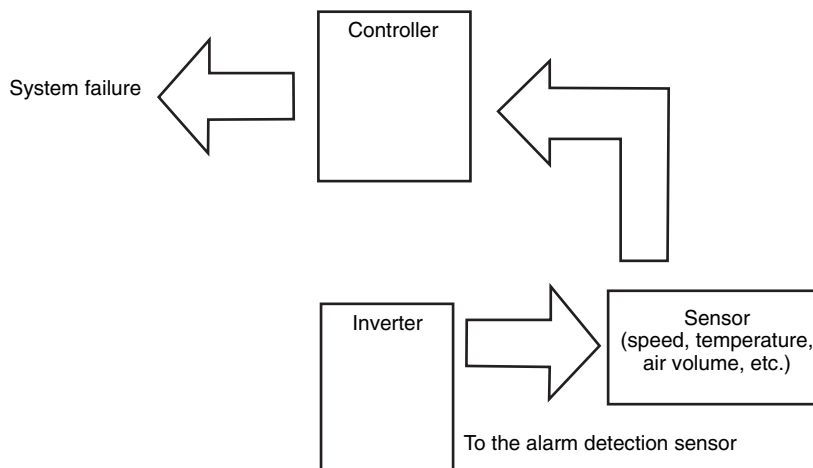 Controller
System failure
Inverter
Sensor
(speed, temperature,
air volume, etc.)
To the alarm detection sensor